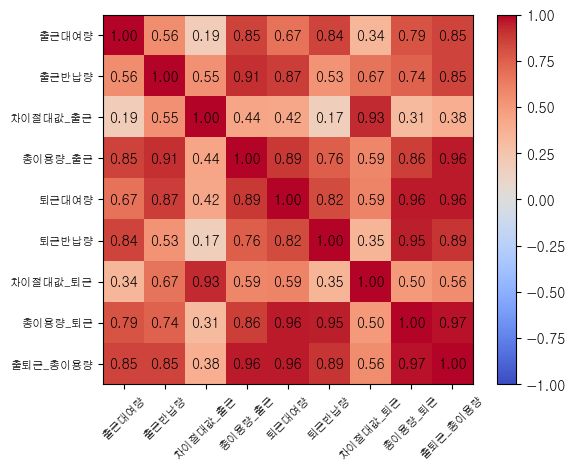 출근대여량 1.00 0.56 0.19 0.85 0.67 0.84 0.34 0.79 0.85
출근반납량 0.56 1.00 0.55 0.91 0.87 0.53 0.67 0.74 0.85
차이절대값_출근 0.19 0.55 1.00 0.44 0.42 0.17 0.93 0.31 0.38
총이용량_출근 0.85 0.91 0.44 1.00 0.89 0.76 0.59 0.86 0.96
퇴근대여량 0.67 0.87 0.42 0.89 1.00 0.82 0.59 0.96 0.96
퇴근반납량 0.84 0.53 0.17 0.76 0.82 1.00 0.35 0.95 0.89
차이절대값_퇴근 0.34 0.67 0.93 0.59 0.59 0.35 1.00 0.50 0.56
총이용량_퇴근 0.79 0.74 0.31 0.86 0.96 0.95 0.50 1.00 0.97
출퇴근_총이용량 0.85 0.85 0.38 0.96 0.96 0.89 0.56 0.97 1.00
출근대여량 출근반납량 차이절대값_출근 총이용량_출근 퇴근대여량 퇴근반납량 차이절대값_퇴근 총이용량_퇴근 출퇴근_총이용량
1.00
0.75
0.50
0.25
0.00
−0.25
−0.50
−0.75
−1.00